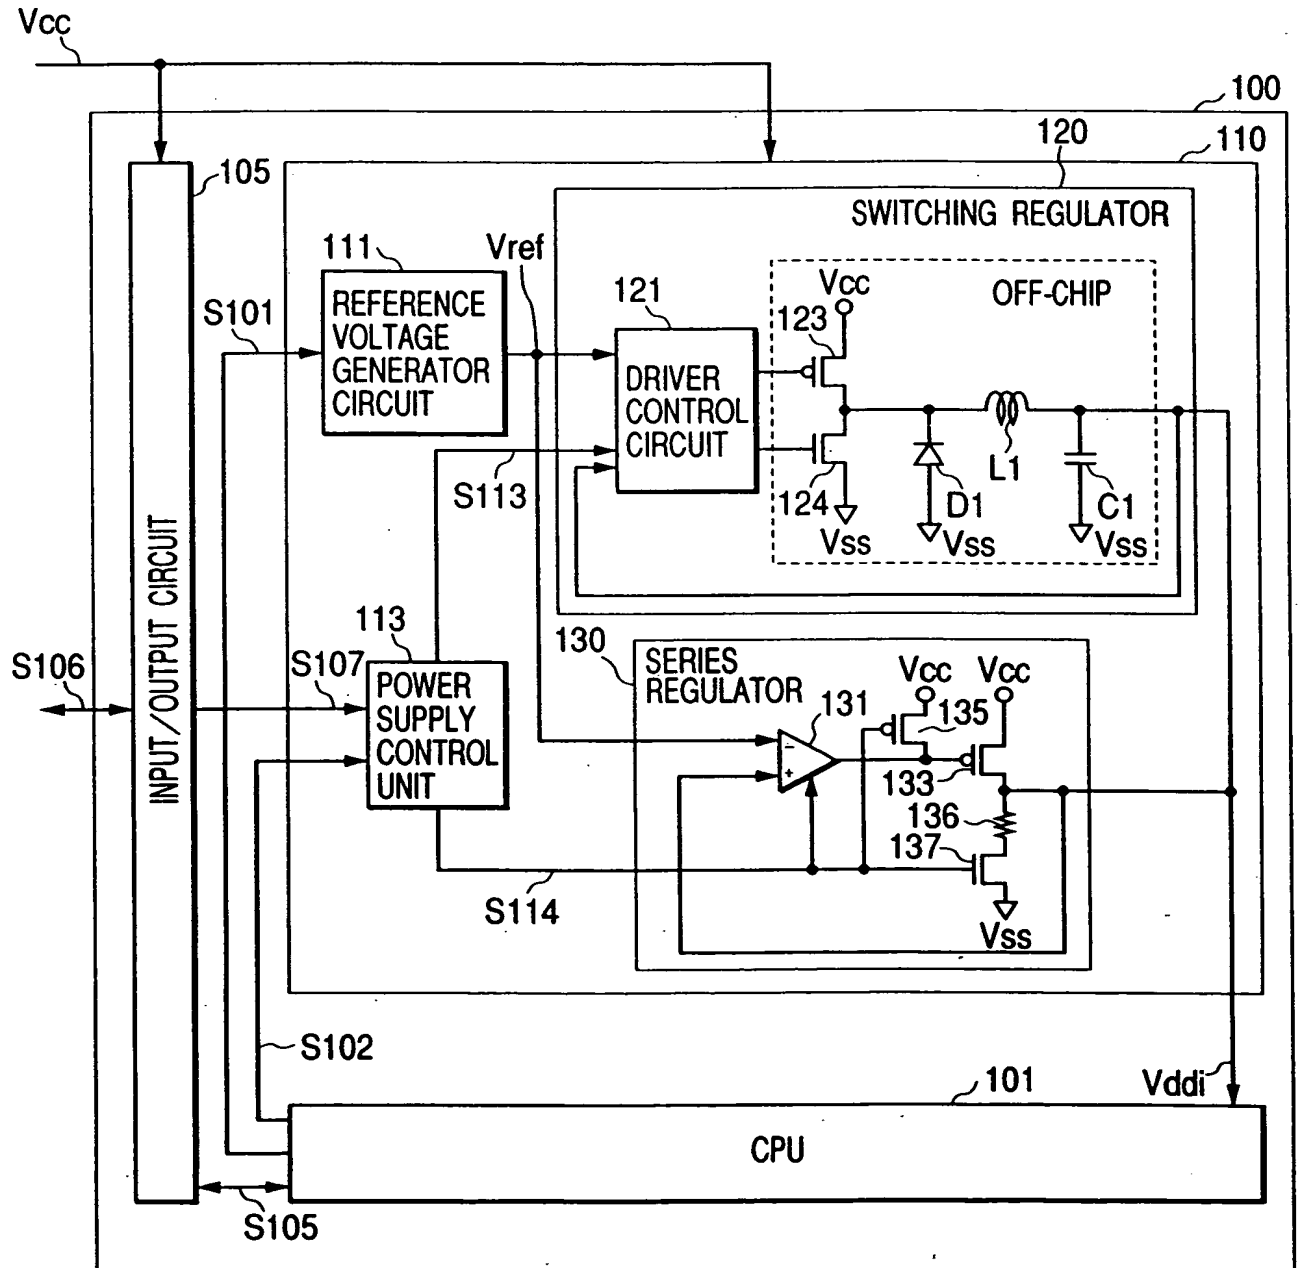 Vcc
100
120
110
105
SWITCHING REGULATOR
111
Vref
121
Vcc
OFF-CHIP
123
S101
REFERENCE
VOLTAGE
GENERATOR
CIRCUIT
DRIVER
CONTROL
CIRCUIT
L1
S113
124
D1
C1
Vss
Vss
Vss
INPUT/OUTPUT CIRCUIT
113
130
SERIES
REGULATOR
Vcc
Vcc
S106
S107
POWER
SUPPLY
CONTROL
UNIT
131
135
-
+
133
136
137
S114
Vss
S102
101
Vddi
CPU
S105